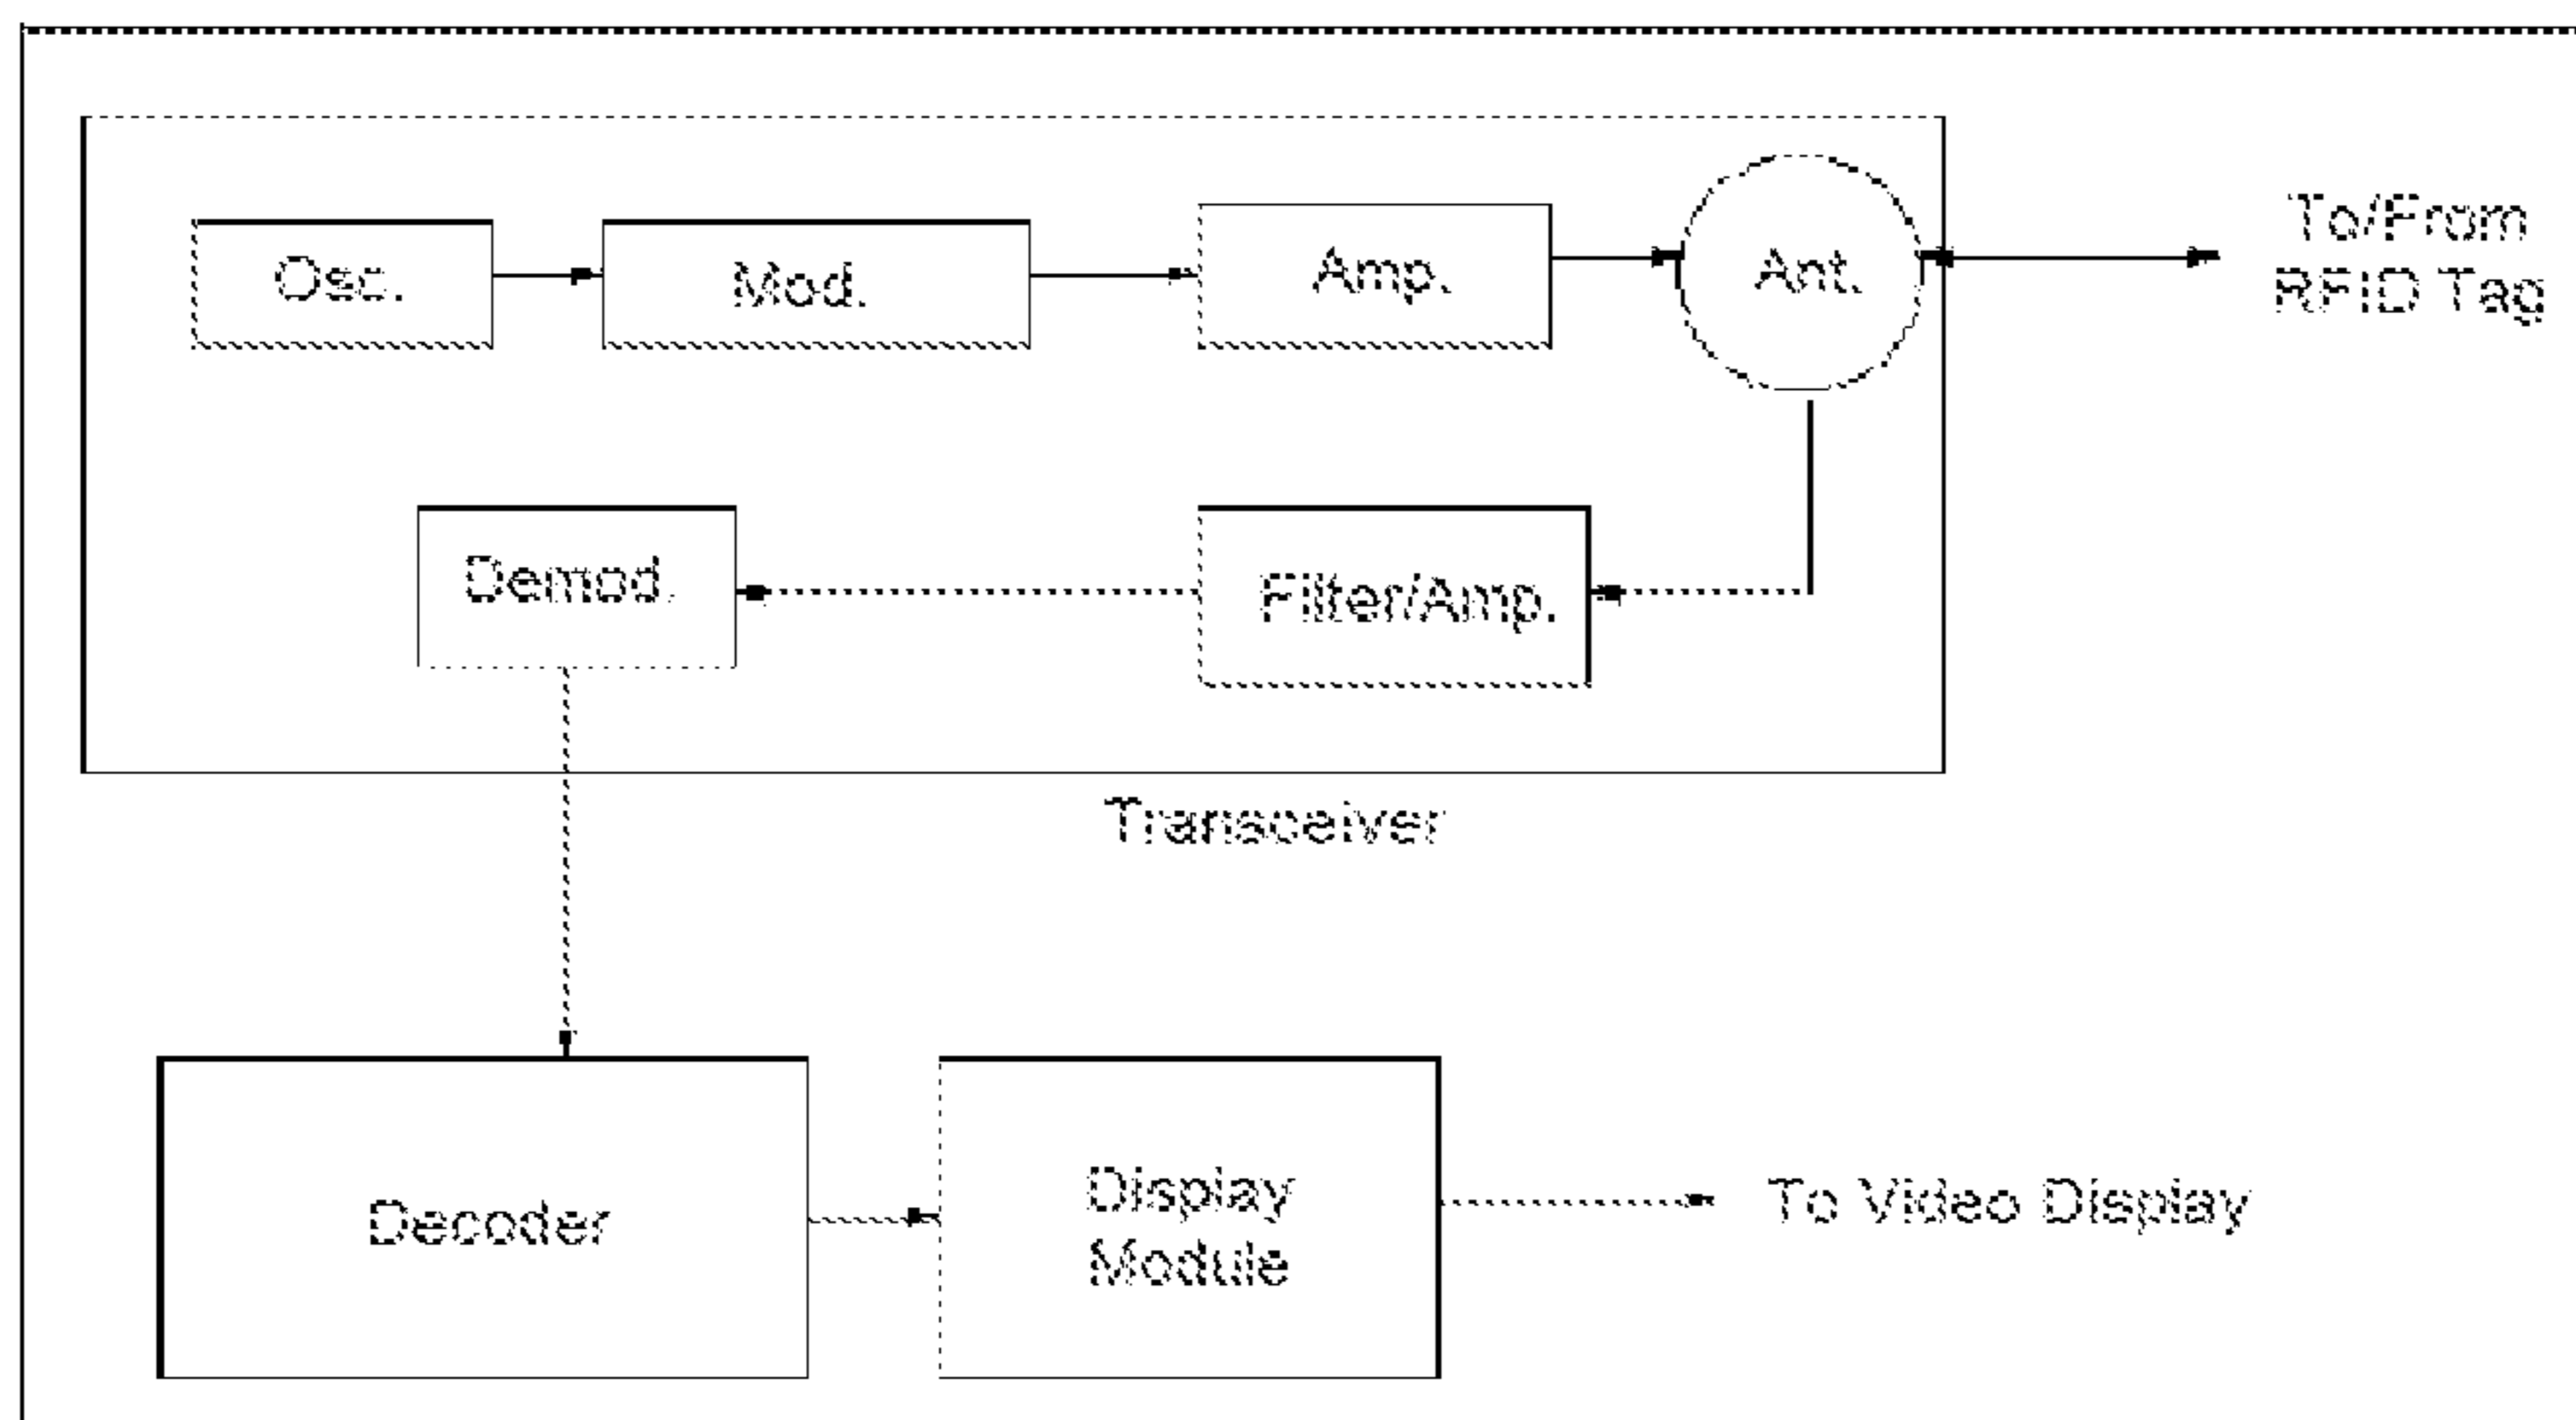 Osc.
Mod.
Amp.
Ant.
To/From
RFID Tag
Demod.
Filter/Amp.
Transceiver
Decoder
Display
Module
To Video Display